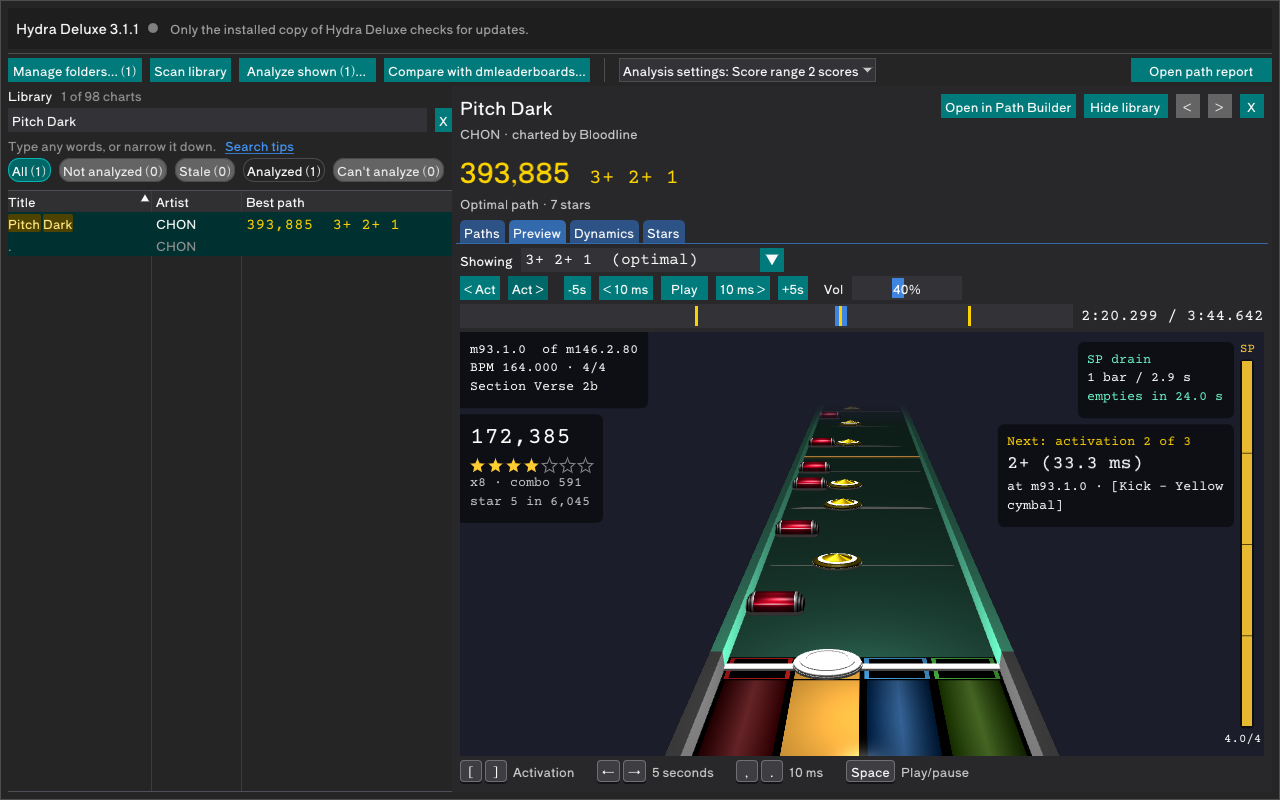 Hydra Deluxe 3.1.1 Only the installed copy of Hydra Deluxe checks for updates.
Manage folders... (1) Scan library Analyze shown (1)... Compare with dmleaderboards... Analysis settings: Score range 2 scores Open path report
Library 1 of 98 charts
Pitch Dark X
Type any words, or narrow it down. Search tips
All (1) Not analyzed (0) Stale (0) Analyzed (1) Can't analyze (0)
Title Artist Best path
Pitch Dark CHON 393,885 3+ 2+ 1
. CHON
Pitch Dark Open in Path Builder Hide library < > X
CHON · charted by Bloodline
393,885 3+ 2+ 1
Optimal path · 7 stars
Paths Preview Dynamics Stars
Showing 3+ 2+ 1 (optimal)
< Act Act > -5s < 10 ms Play 10 ms > +5s Vol 40%
2:20.299 / 3:44.642
m93.1.0 of m146.2.80
BPM 164.000 · 4/4
Section Verse 2b
172,385
x8 · combo 591
star 5 in 6,045
SP drain
1 bar / 2.9 s
empties in 24.0 s
SP
Next: activation 2 of 3
2+ (33.3 ms)
at m93.1.0 · [Kick - Yellow
cymbal]
4.0/4
[ ] Activation ← → 5 seconds , . 10 ms Space Play/pause